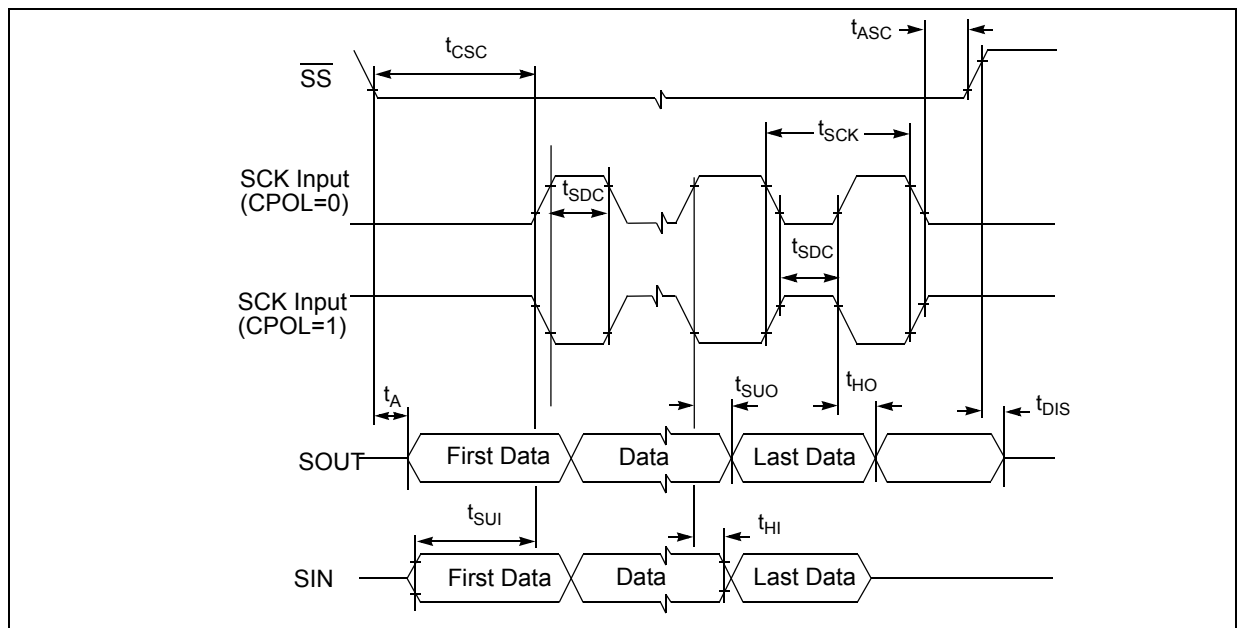 tASC
tCSC
SS
tSCK
SCK Input
(CPOL=0)
tSDC
tSDC
SCK Input
(CPOL=1)
tA
tSUO
tHO
tDIS
SOUT
First Data
Data
Last Data
tSUI
tHI
SIN
First Data
Data
Last Data